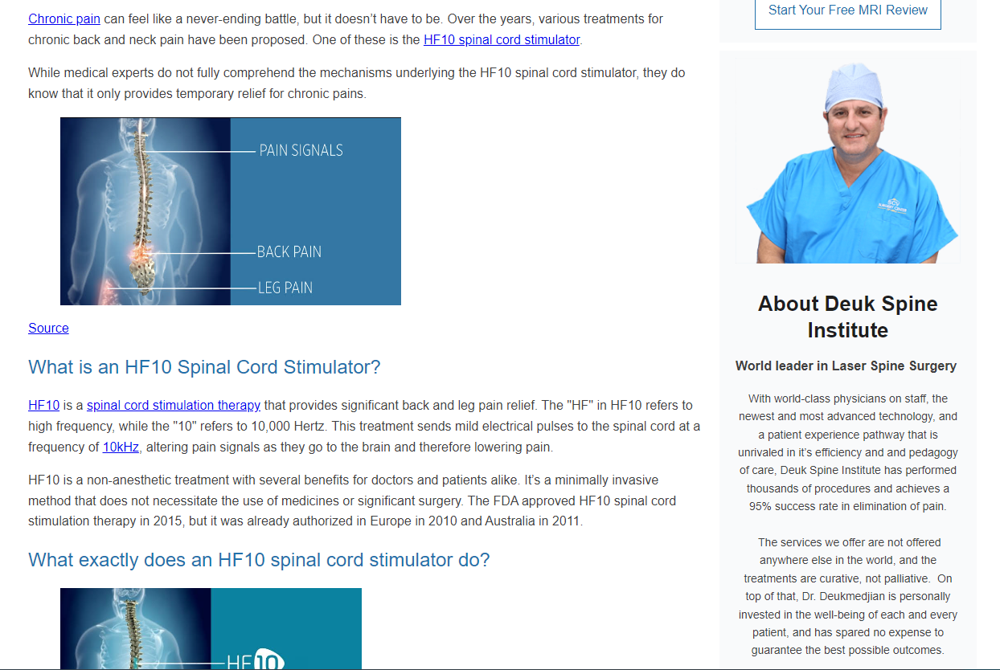 Chronic pain can feel like a never-ending battle, but it doesn’t have to be. Over the years, various treatments for
chronic back and neck pain have been proposed. One of these is the HF10 spinal cord stimulator.
While medical experts do not fully comprehend the mechanisms underlying the HF10 spinal cord stimulator, they do
know that it only provides temporary relief for chronic pains.
PAIN SIGNALS
BACK PAIN
LEG PAIN
Source
What is an HF10 Spinal Cord Stimulator?
HF10 is a spinal cord stimulation therapy that provides significant back and leg pain relief. The "HF" in HF10 refers to
high frequency, while the "10" refers to 10,000 Hertz. This treatment sends mild electrical pulses to the spinal cord at a
frequency of 10kHz, altering pain signals as they go to the brain and therefore lowering pain.
HF10 is a non-anesthetic treatment with several benefits for doctors and patients alike. It’s a minimally invasive
method that does not necessitate the use of medicines or significant surgery. The FDA approved HF10 spinal cord
stimulation therapy in 2015, but it was already authorized in Europe in 2010 and Australia in 2011.
What exactly does an HF10 spinal cord stimulator do?
HF10
Start Your Free MRI Review
About Deuk Spine
Institute
World leader in Laser Spine Surgery
With world-class physicians on staff, the
newest and most advanced technology, and
a patient experience pathway that is
unrivaled in it’s efficiency and and pedagogy
of care, Deuk Spine Institute has performed
thousands of procedures and achieves a
95% success rate in elimination of pain.
The services we offer are not offered
anywhere else in the world, and the
treatments are curative, not palliative. On
top of that, Dr. Deukmedjian is personally
invested in the well-being of each and every
patient, and has spared no expense to
guarantee the best possible outcomes.